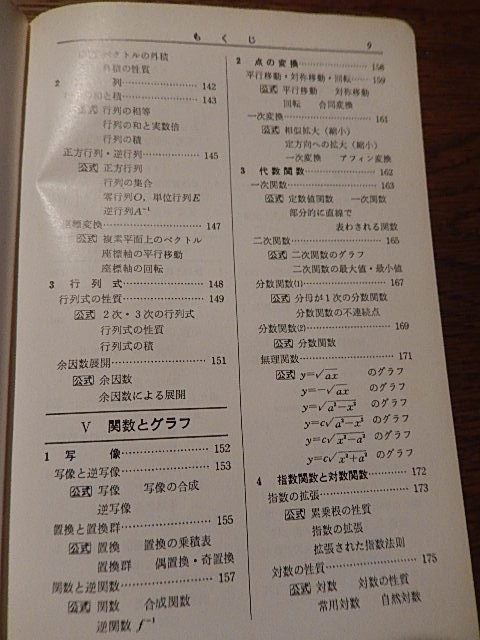 もくじ 9
公式 ベクトルの外積
外積の性質
2 列 142
和と積 143
公式 行列の相等
行列の和と実数倍
行列の積
正方行列・逆行列 145
公式 正方行列
行列の集合
零行列O，単位行列E
逆行列A⁻¹
座標変換 147
公式 複素平面上のベクトル
座標軸の平行移動
座標軸の回転
3 行列式 148
行列式の性質 149
公式 2次・3次の行列式
行列式の性質
行列式の積
余因数展開 151
公式 余因数
余因数による展開
V 関数とグラフ
1 写像 152
写像と逆写像 153
公式 写像 写像の合成
逆写像
置換と置換群 155
公式 置換 置換の乗積表
置換群 偶置換・奇置換
関数と逆関数 157
公式 関数 合成関数
逆関数 f⁻¹
2 点の変換 158
平行移動・対称移動・回転 159
公式 平行移動 対称移動
回転 合同変換
一次変換 161
公式 相似拡大（縮小）
定方向への拡大（縮小）
一次変換 アフィン変換
3 代数関数 162
一次関数 163
公式 定数値関数 一次関数
部分的に直線で
表わされる関数
二次関数 165
公式 二次関数のグラフ
二次関数の最大値・最小値
分数関数(1) 167
公式 分母が1次の分数関数
分数関数の不連続点
分数関数(2) 169
公式 分数関数
無理関数 171
公式 y=√ax のグラフ
y=−√ax のグラフ
y=√a²−x² のグラフ
y=c√a²−x² のグラフ
y=c√x²−a² のグラフ
y=c√x²+a² のグラフ
4 指数関数と対数関数 172
指数の拡張 173
公式 累乗根の性質
指数の拡張
拡張された指数法則
対数の性質 175
公式 対数 対数の性質
常用対数 自然対数